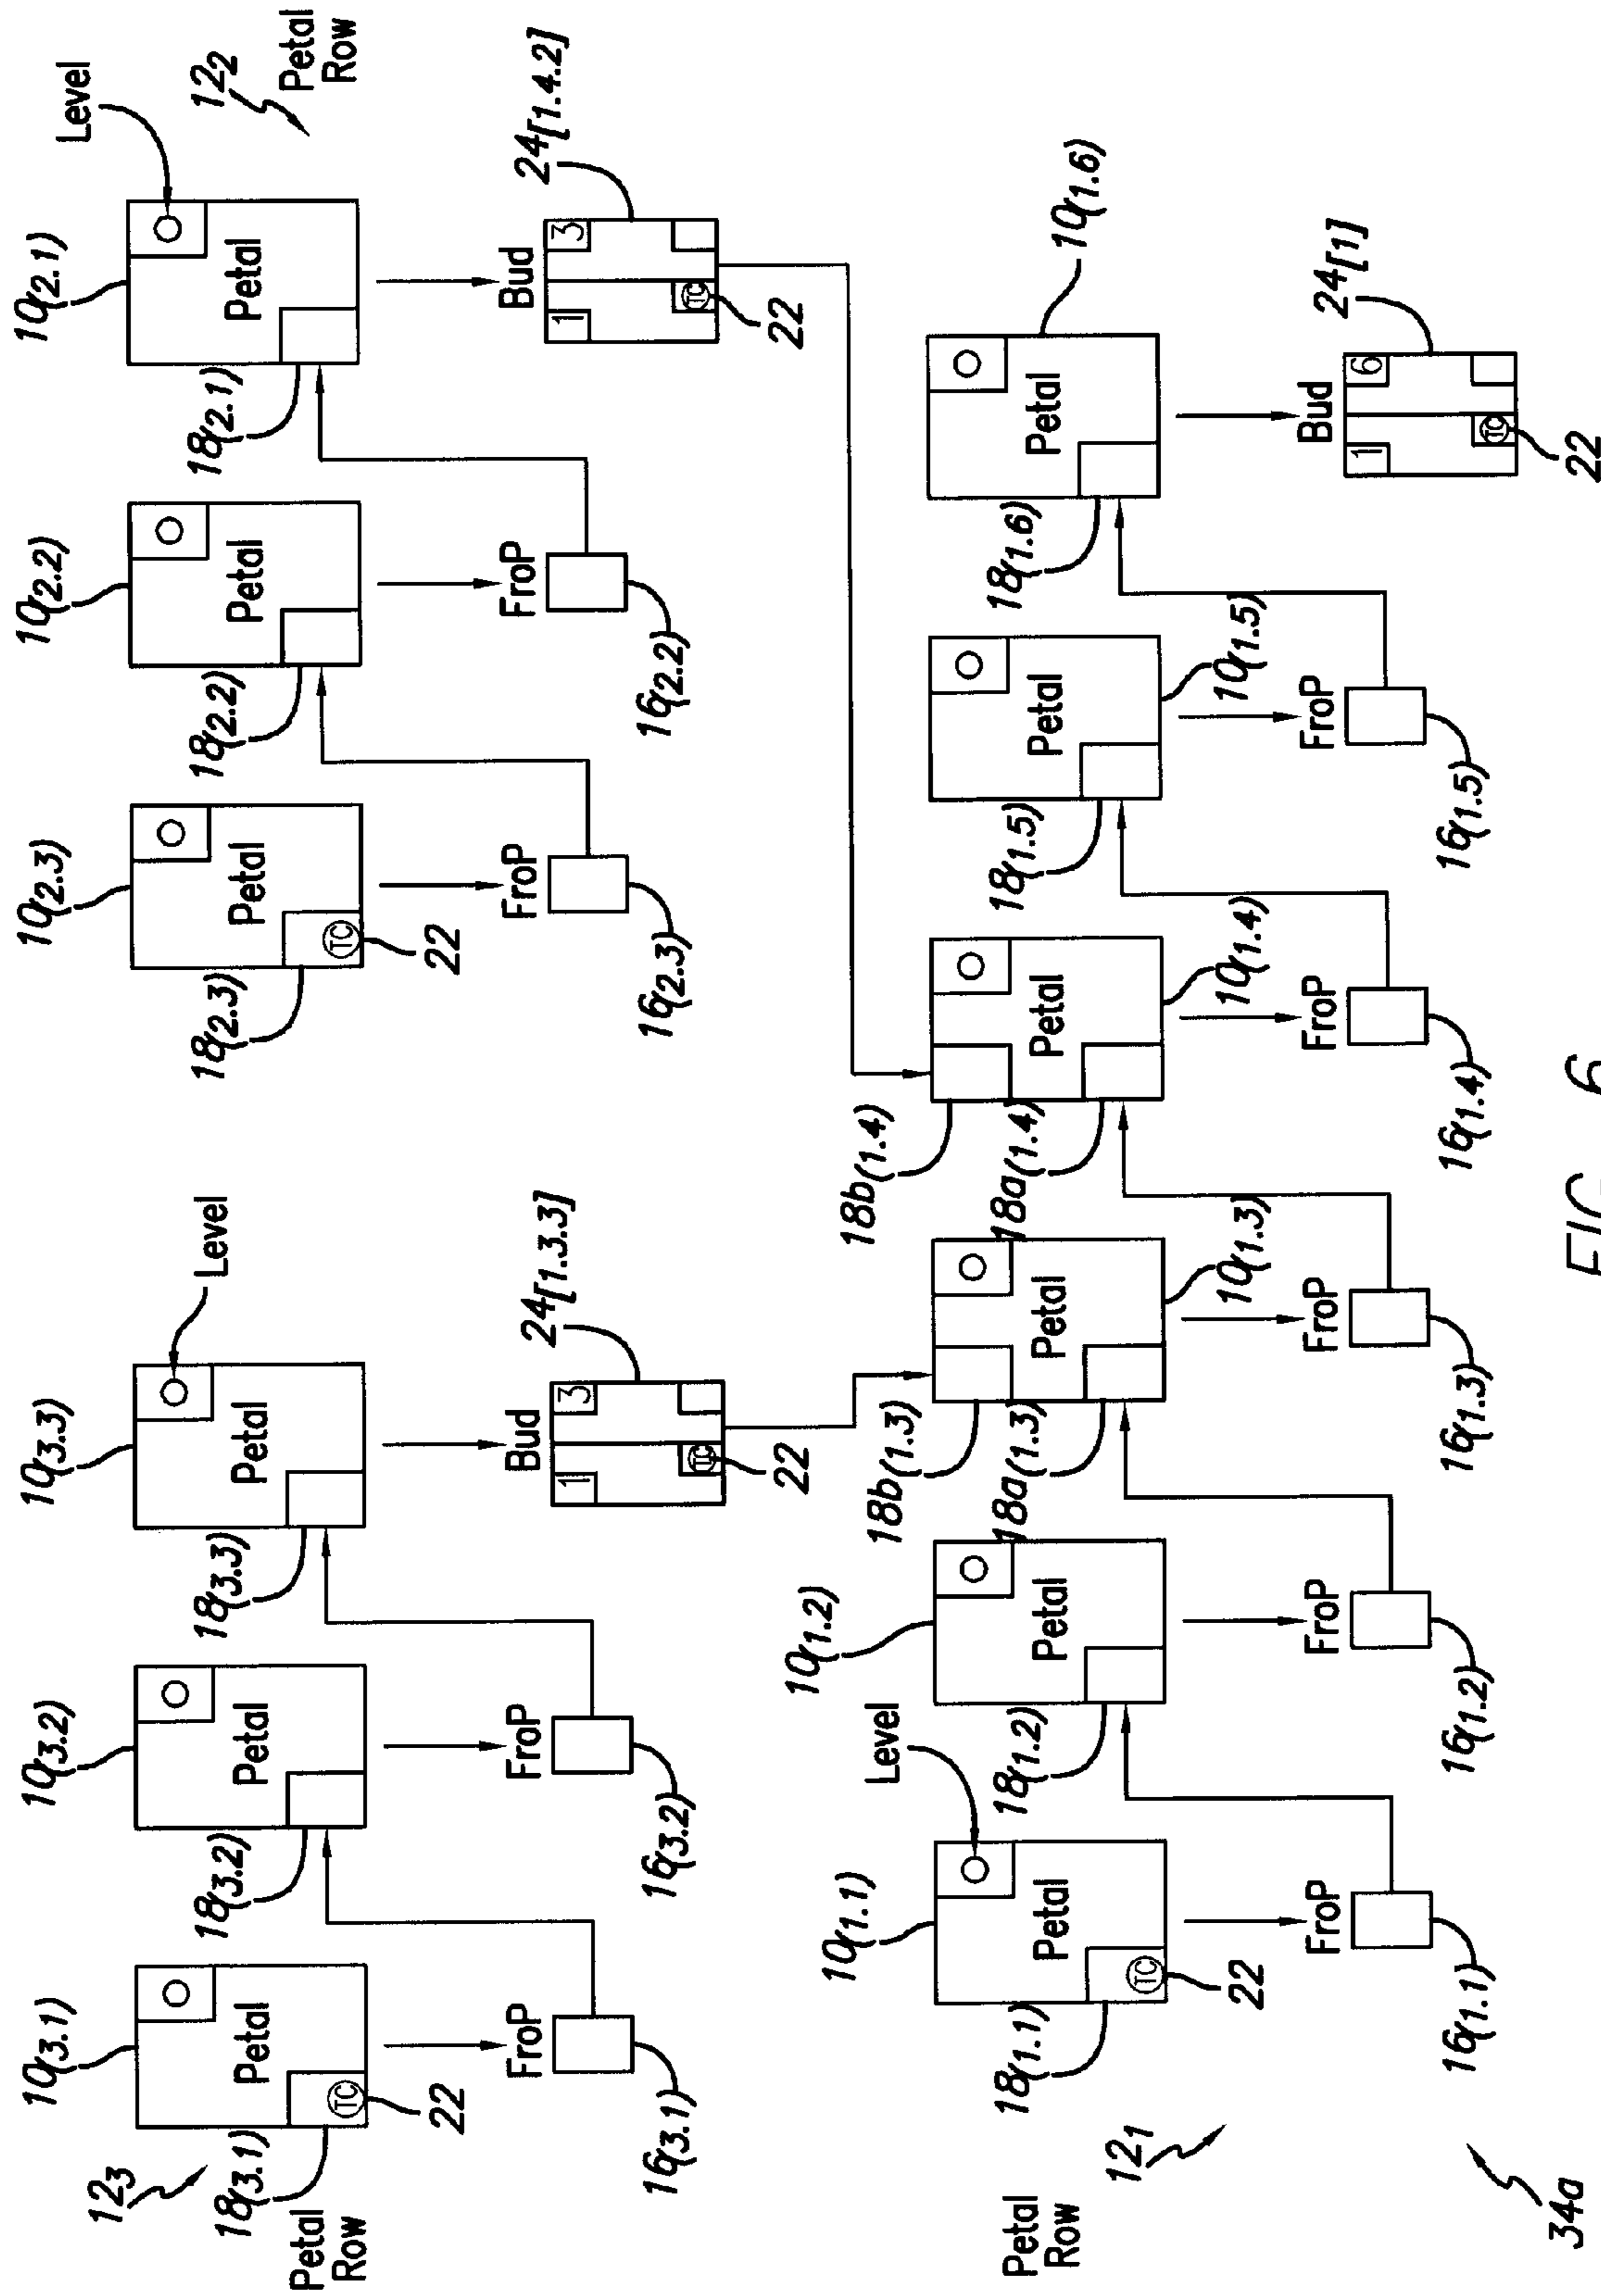 10(3.1)
10(3.2)
10(3.3)
10(2.3)
10(2.2)
10(2.1)
Level
Level
12₃
Petal
Row
12₂
Petal
Row
Petal
Petal
Petal
Petal
Petal
Petal
18(3.1)
18(3.2)
18(3.3)
18(2.3)
18(2.2)
18(2.1)
TC
22
TC
22
FroP
FroP
Bud
FroP
FroP
Bud
1 3
TC
22
24[1.3.3]
1 3
TC
22
24[1.4.2]
16(3.1)
16(3.2)
16(2.3)
16(2.2)
Petal
Row
12₁
10(1.1)
Level
10(1.2)
18b(1.3)
18b(1.4)
Petal
Petal
Petal
Petal
Petal
Petal
10(1.6)
18(1.1)
18(1.2)
18a(1.3)
18a(1.4)
18(1.5)
18(1.6)
TC
22
10(1.3)
10(1.4)
10(1.5)
FroP
FroP
FroP
FroP
FroP
Bud
1 6
TC
22
24[1]
16(1.1)
16(1.2)
16(1.3)
16(1.4)
16(1.5)
34a
FIG. 6